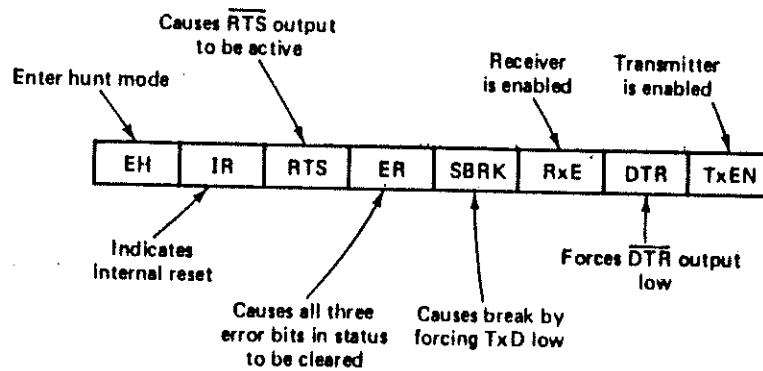 Causes RTS output
to be active
Enter hunt mode
Receiver
is enabled
Transmitter
is enabled
EH IR RTS ER SBRK RxE DTR TxEN
Indicates
internal reset
Causes all three
error bits in status
to be cleared
Causes break by
forcing TxD low
Forces DTR output
low